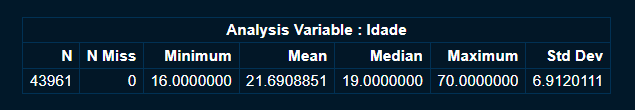 Analysis Variable : Idade
N N Miss Minimum Mean Median Maximum Std Dev
43961 0 16.0000000 21.6908851 19.0000000 70.0000000 6.9120111